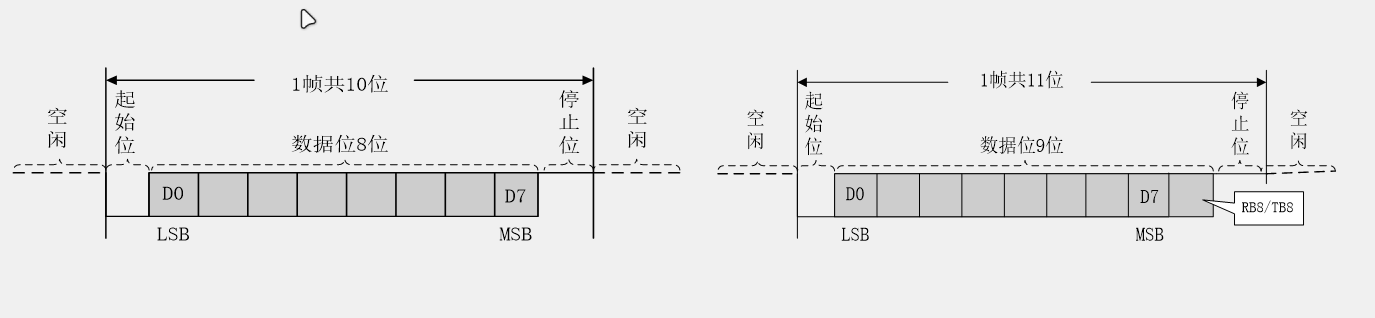 1帧共10位
空闲
起始位
停止位
空闲
数据位8位
D0
D7
LSB
MSB
1帧共11位
空闲
起始位
停止位
空闲
数据位9位
D0
D7
RB8/TB8
LSB
MSB